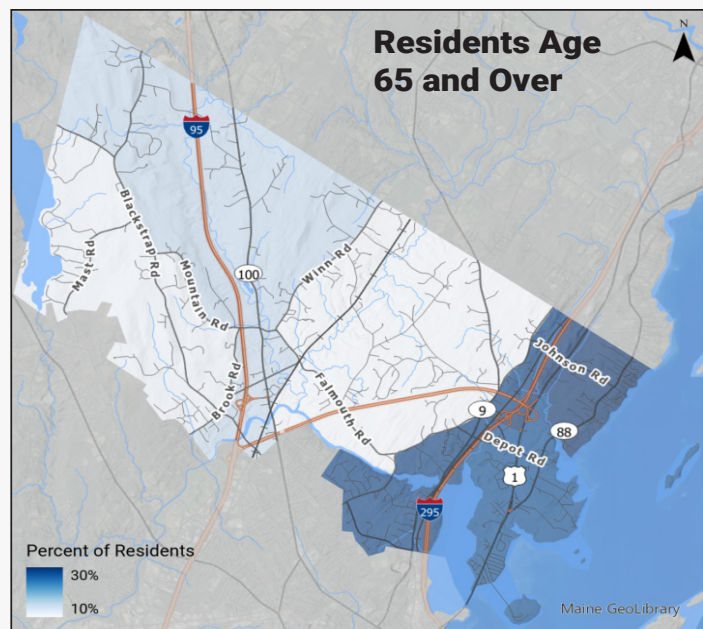 Residents Age
65 and Over
N
95
Blackstrap Rd
Mast Rd
Mountain Rd
100
Winn Rd
Brook Rd
Falmouth Rd
Johnson Rd
9
88
Depot Rd
1
295
Percent of Residents
30%
10%
Maine GeoLibrary